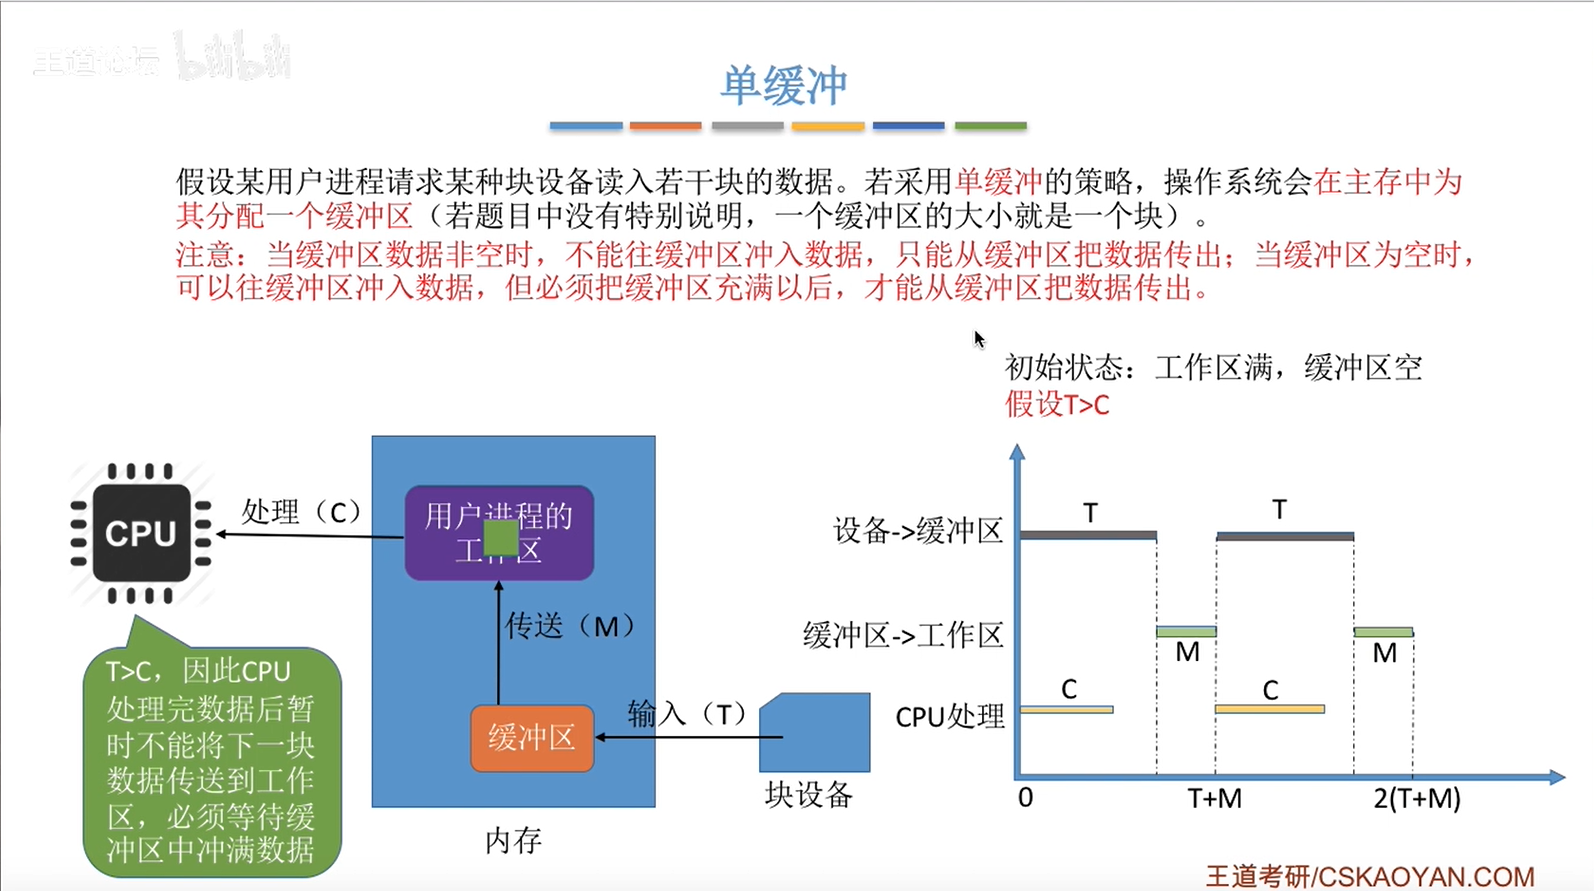 王道论坛 bilibili
单缓冲
假设某用户进程请求某种块设备读入若干块的数据。若采用单缓冲的策略，操作系统会在主存中为
其分配一个缓冲区（若题目中没有特别说明，一个缓冲区的大小就是一个块）。
注意：当缓冲区数据非空时，不能往缓冲区冲入数据，只能从缓冲区把数据传出；当缓冲区为空时，
可以往缓冲区冲入数据，但必须把缓冲区充满以后，才能从缓冲区把数据传出。
初始状态：工作区满，缓冲区空
假设T>C
CPU
处理（C）
用户进程的
工作区
传送（M）
缓冲区
输入（T）
块设备
内存
T>C，因此CPU
处理完数据后暂
时不能将下一块
数据传送到工作
区，必须等待缓
冲区中冲满数据
设备->缓冲区
T
T
缓冲区->工作区
M
M
CPU处理
C
C
0
T+M
2(T+M)
王道考研/CSKAOYAN.COM